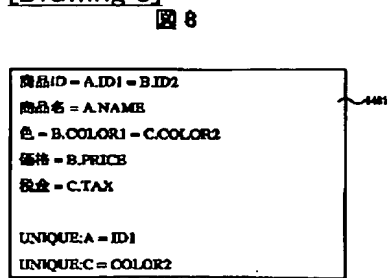 [Drawing 8]
図 8
商品ID = A.ID1 = B.ID2
商品名 = A.NAME
色 = B.COLOR1 = C.COLOR2
価格 = B.PRICE
税金 = C.TAX
UNIQUE:A = ID1
UNIQUE:C = COLOR2